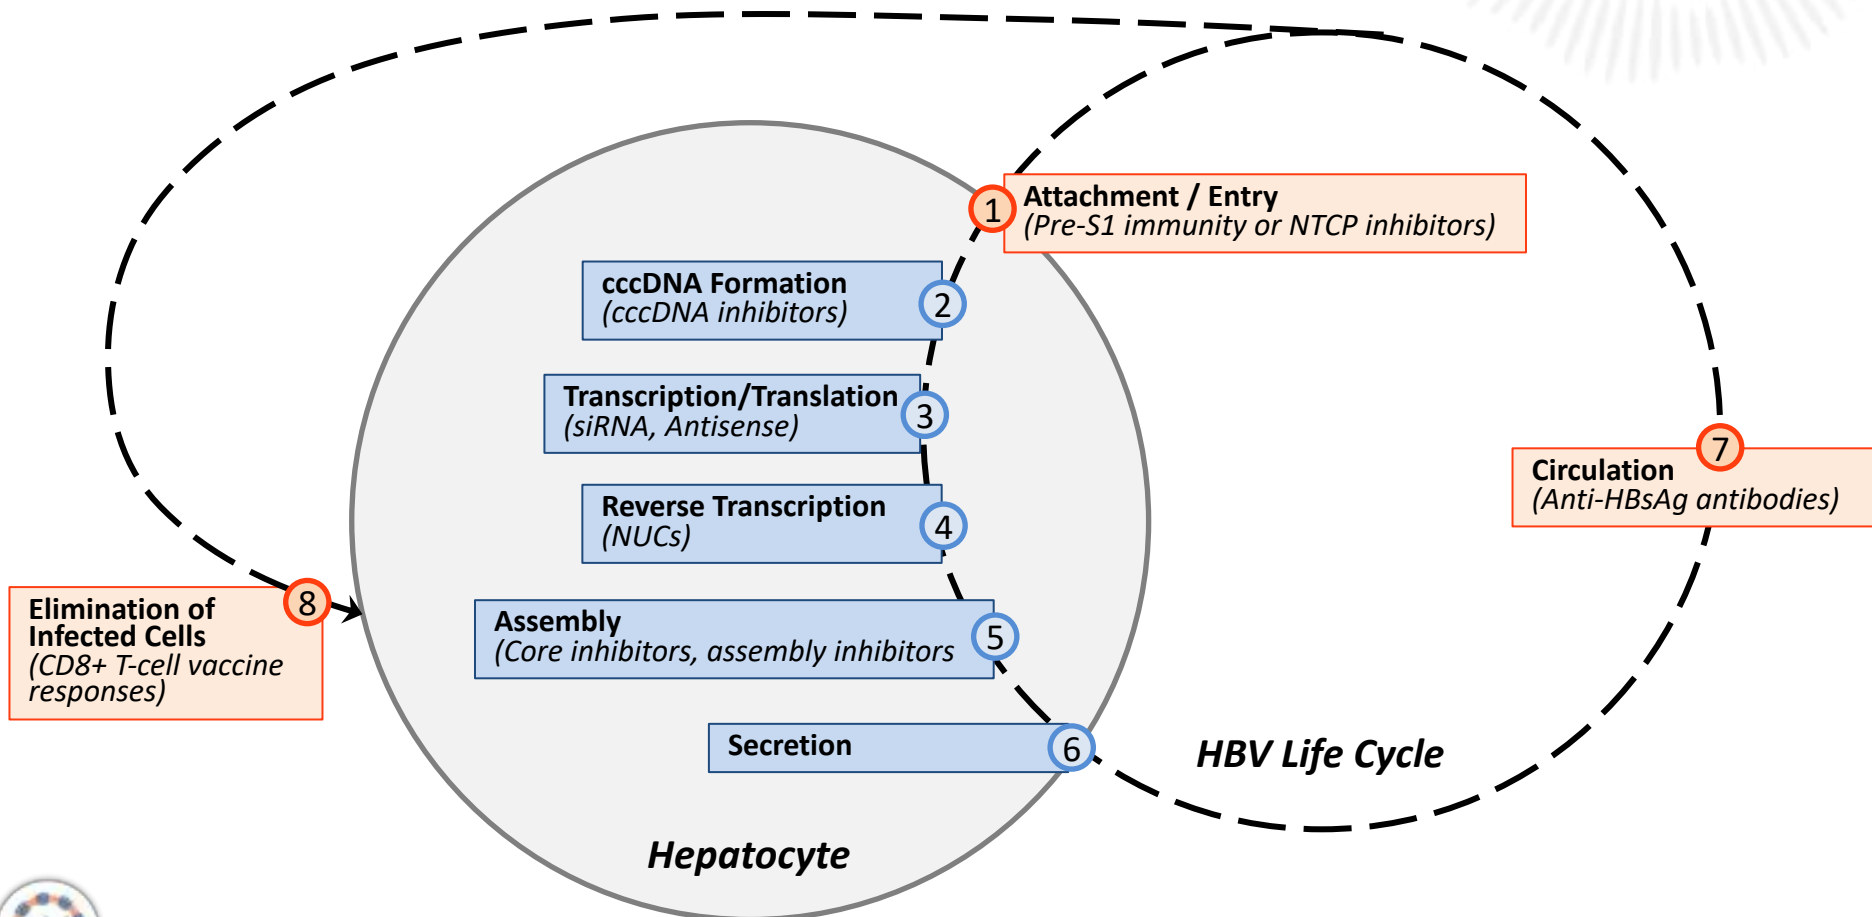 1
Attachment / Entry
(Pre-S1 immunity or NTCP inhibitors)
cccDNA Formation
(cccDNA inhibitors)
2
Transcription/Translation
(siRNA, Antisense)
3
Reverse Transcription
(NUCs)
4
Assembly
(Core inhibitors, assembly inhibitors
5
Secretion
6
7
Circulation
(Anti-HBsAg antibodies)
8
Elimination of
Infected Cells
(CD8+ T-cell vaccine
responses)
HBV Life Cycle
Hepatocyte